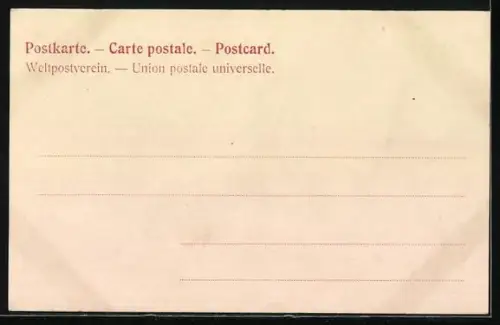 Postkarte. – Carte postale. – Postcard.
Weltpostverein. — Union postale universelle.